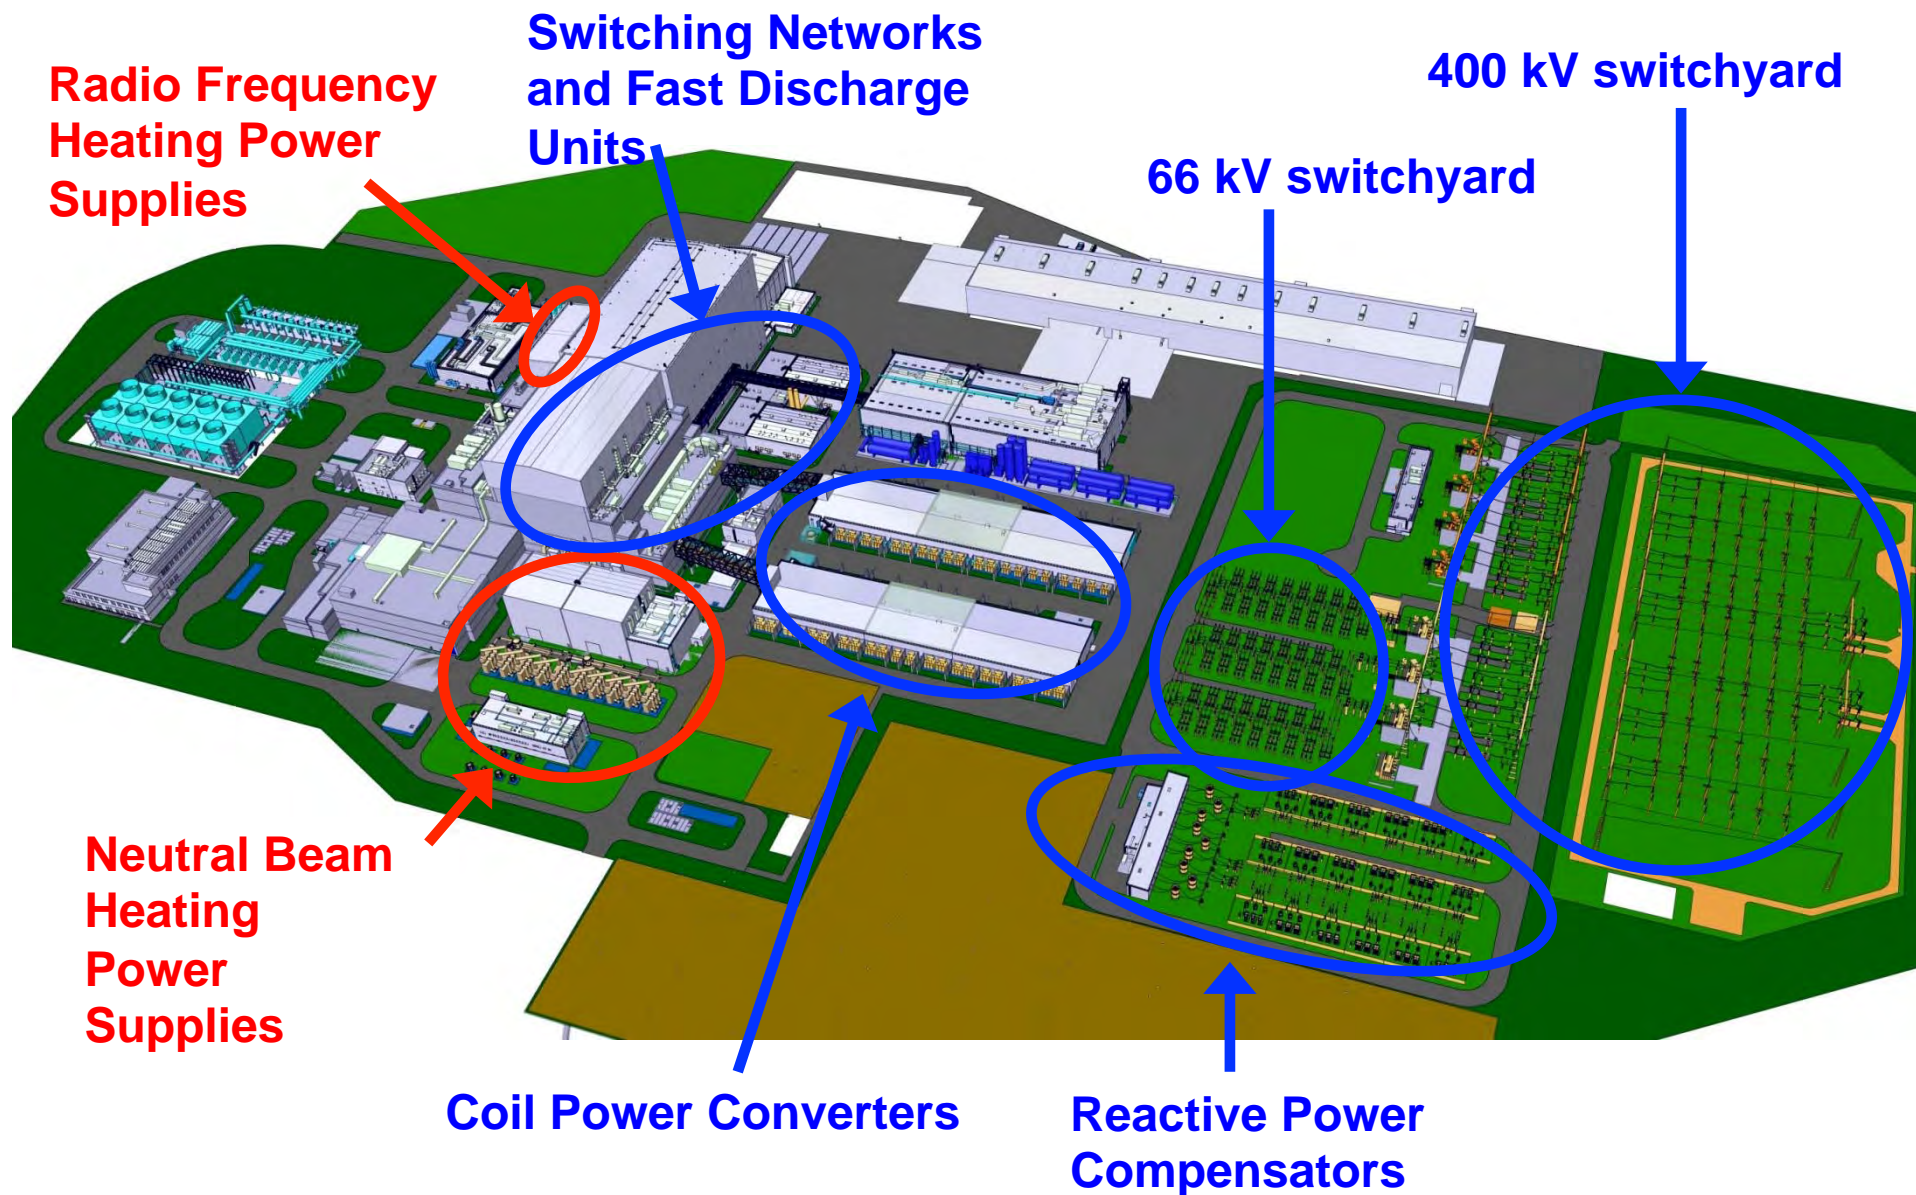 Switching Networks
and Fast Discharge
Units
Radio Frequency
Heating Power
Supplies
400 kV switchyard
66 kV switchyard
Neutral Beam
Heating
Power
Supplies
Coil Power Converters
Reactive Power
Compensators